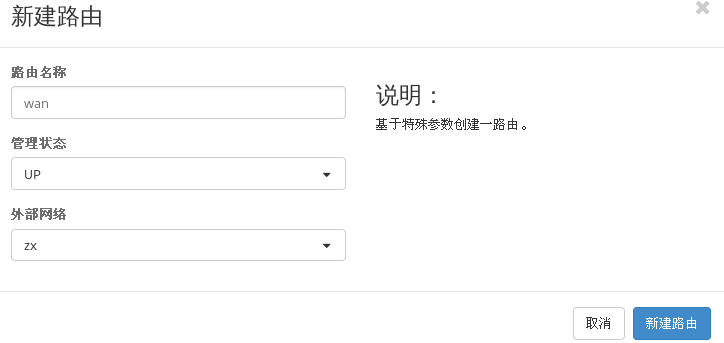 新建路由
×
路由名称
wan
说明：
基于特殊参数创建一路由。
管理状态
UP
外部网络
zx
取消
新建路由